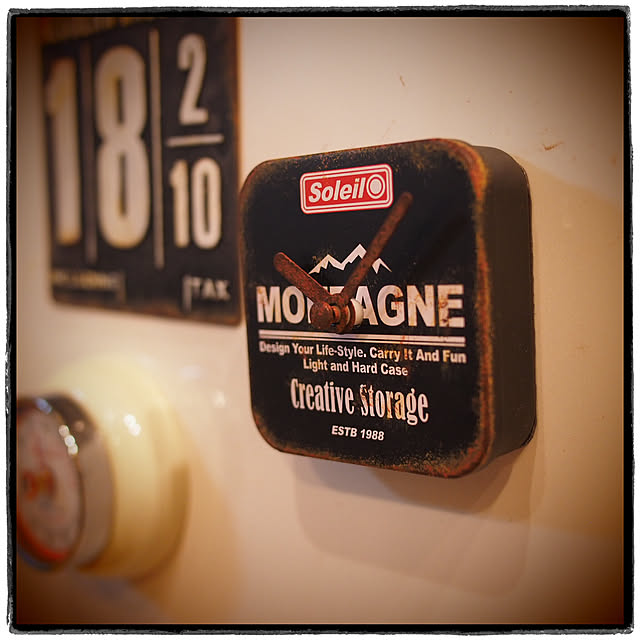 18
2
10
TAX
Soleil
MONTAGNE
Design Your Life-Style. Carry It And Fun
Light and Hard Case
Creative Storage
ESTB 1988